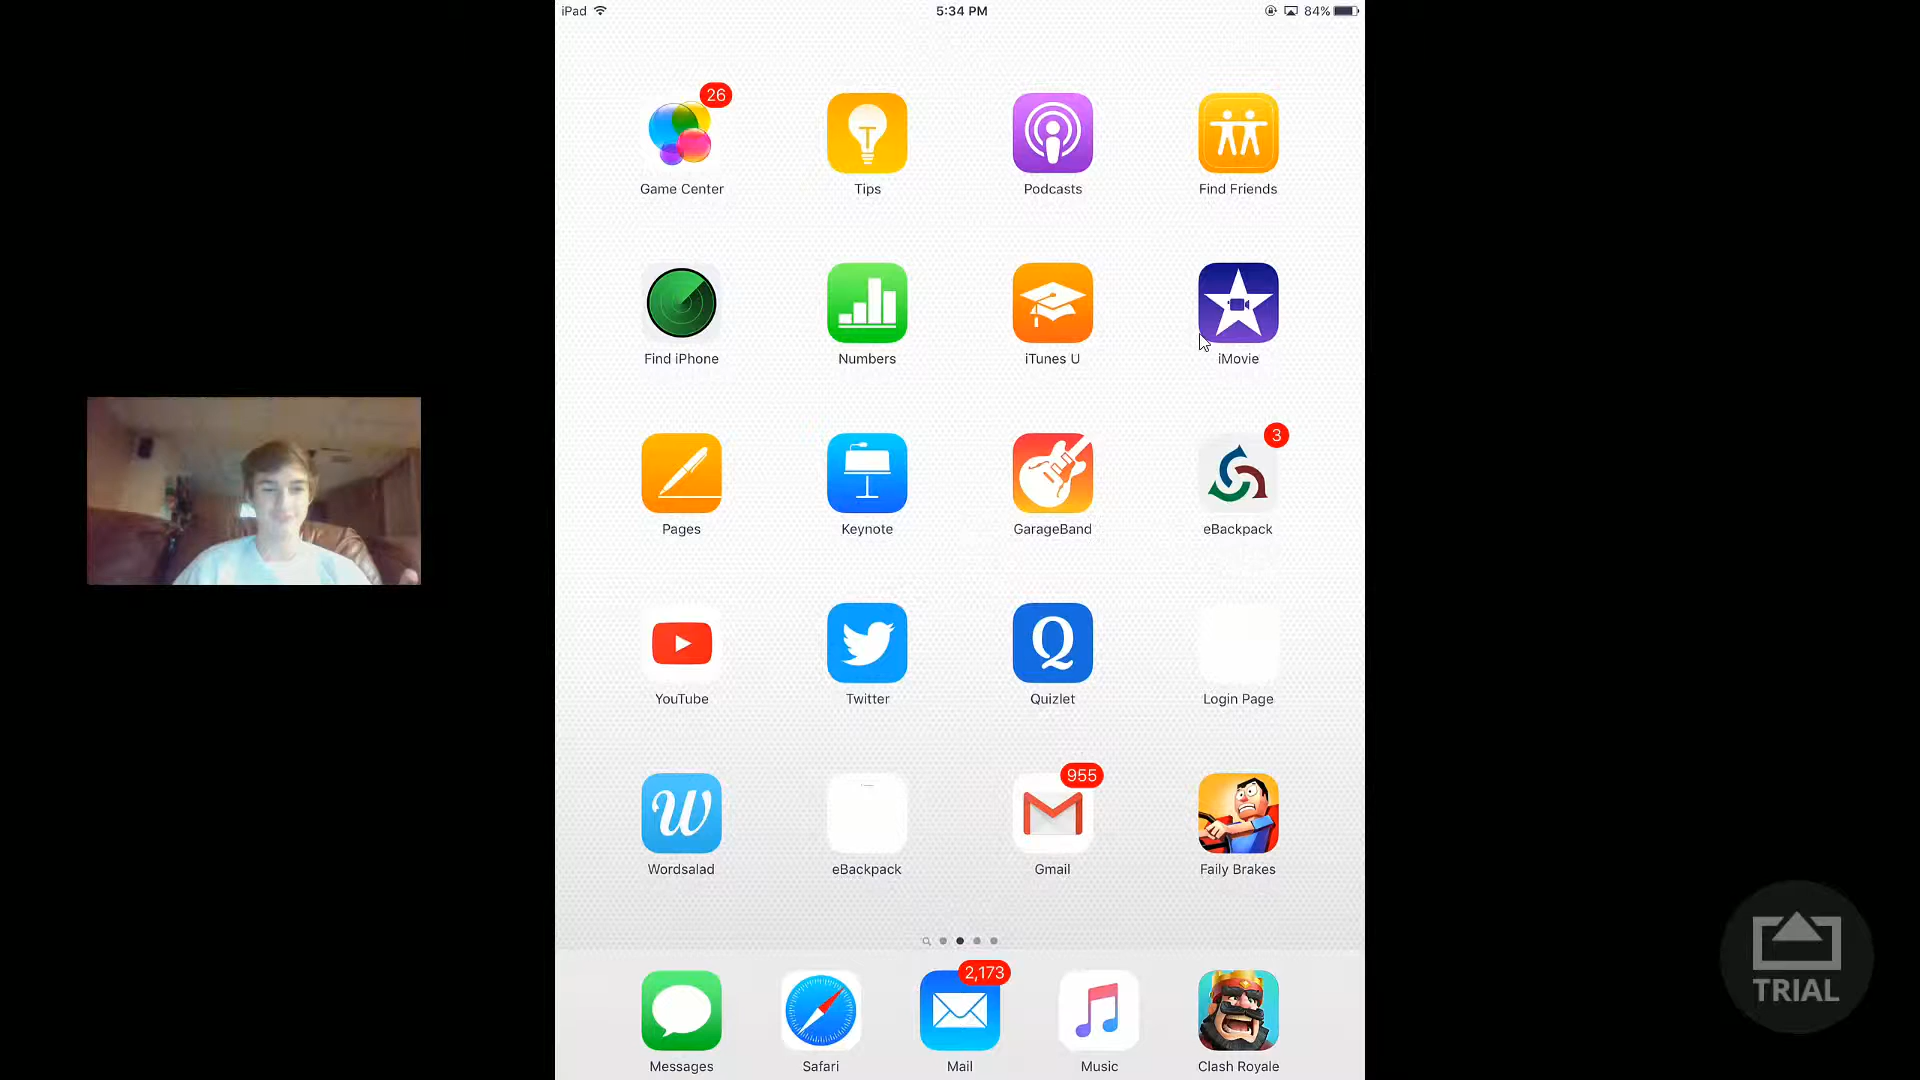 iPad 5:34 PM 84%
26
Game Center Tips Podcasts Find Friends
Find iPhone Numbers iTunes U iMovie
3
Pages Keynote GarageBand eBackpack
Q
YouTube Twitter Quizlet Login Page
W 955
Wordsalad eBackpack Gmail Faily Brakes
2,173
Messages Safari Mail Music Clash Royale
TRIAL